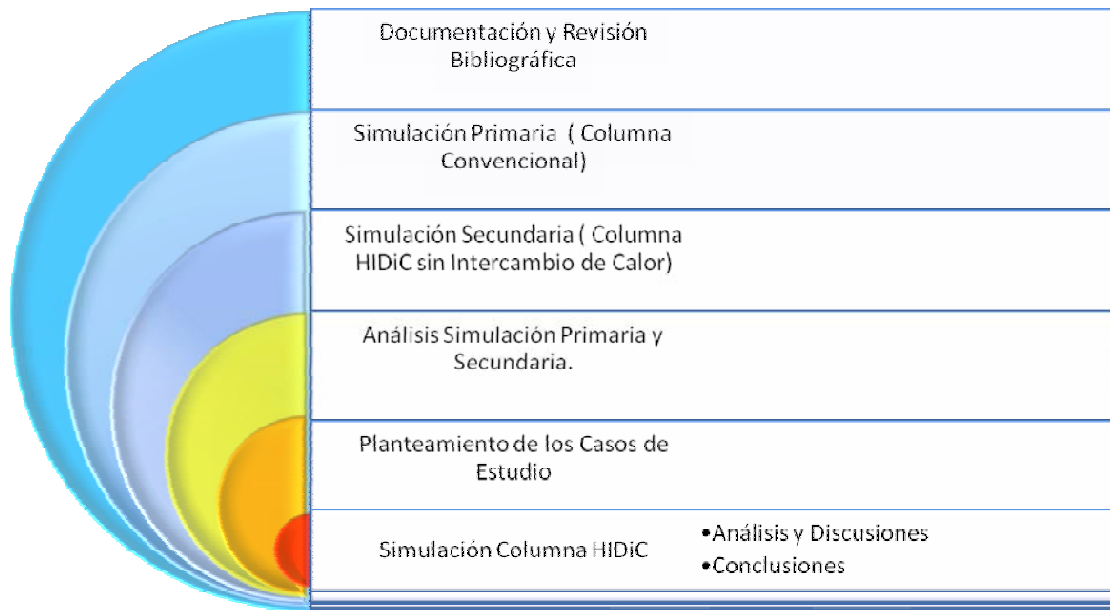 Documentación y Revisión
Bibliográfica
Simulación Primaria ( Columna
Convencional)
Simulación Secundaria ( Columna
HIDiC sin Intercambio de Calor)
Análisis Simulación Primaria y
Secundaria.
Planteamiento de los Casos de
Estudio
Simulación Columna HIDiC
•Análisis y Discusiones
•Conclusiones